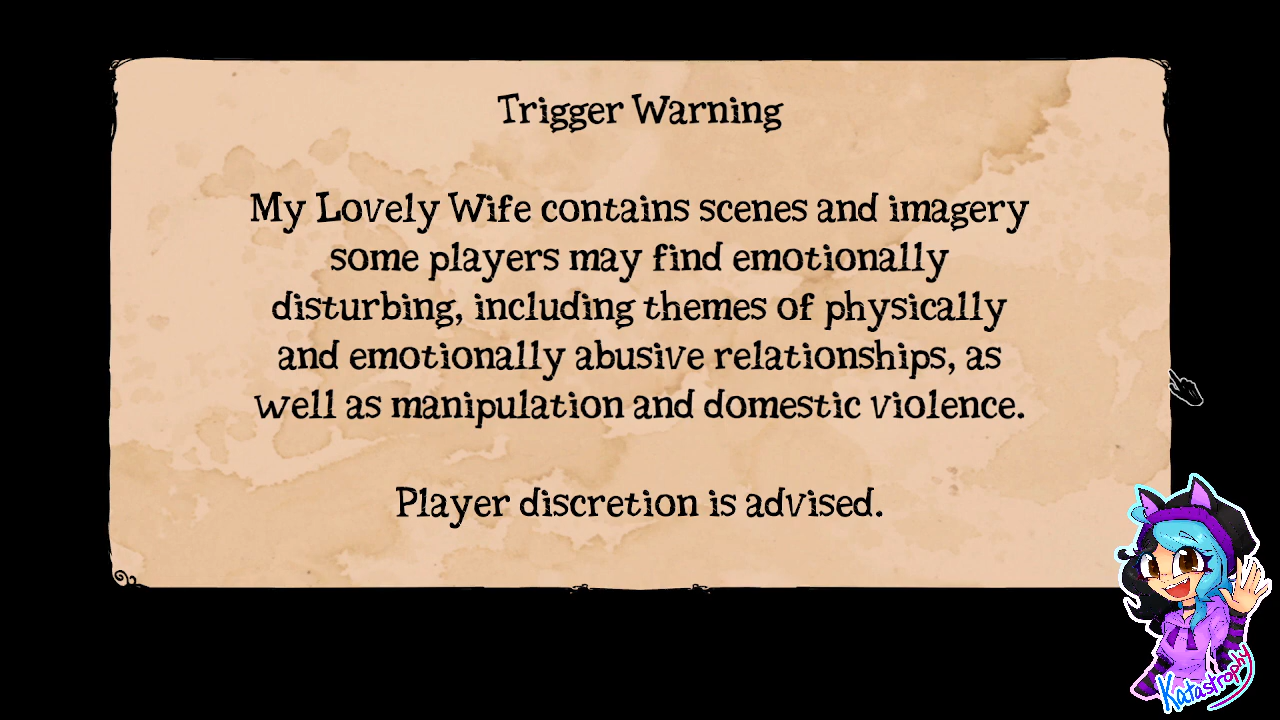 Trigger Warning
My Lovely Wife contains scenes and imagery
some players may find emotionally
disturbing, including themes of physically
and emotionally abusive relationships, as
well as manipulation and domestic violence.
Player discretion is advised.
Katastrophy